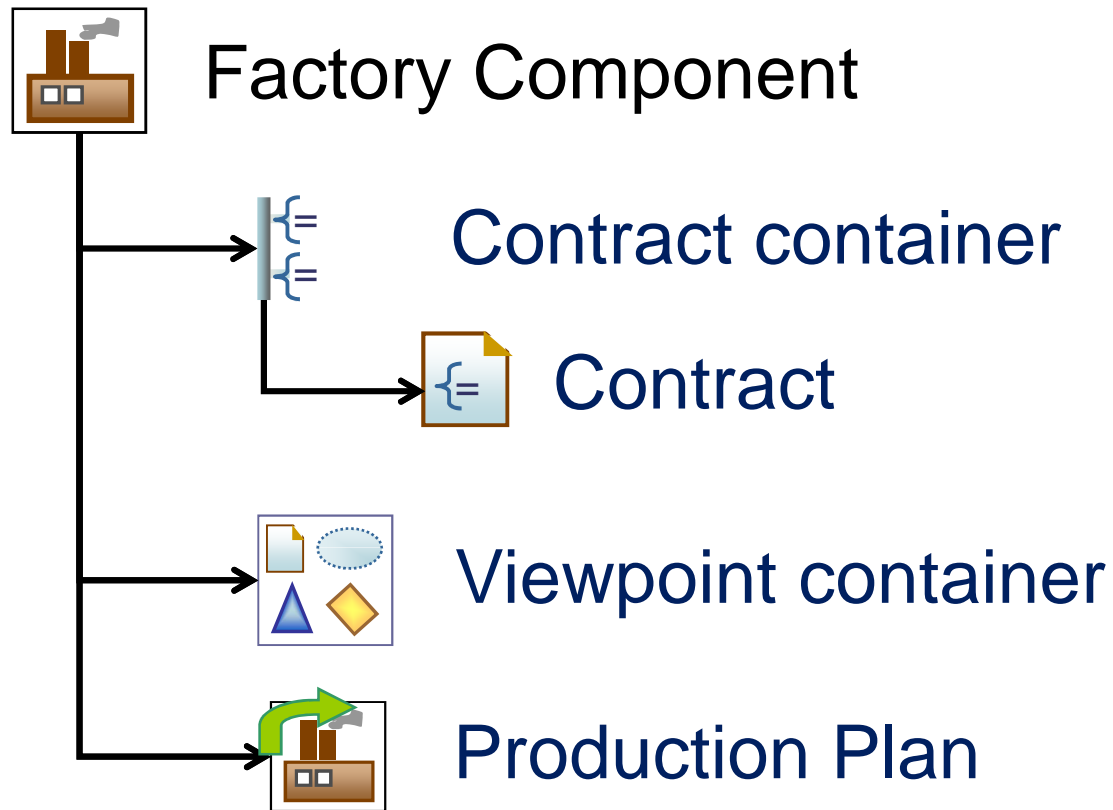 Factory Component
Contract container
Contract
Viewpoint container
Production Plan